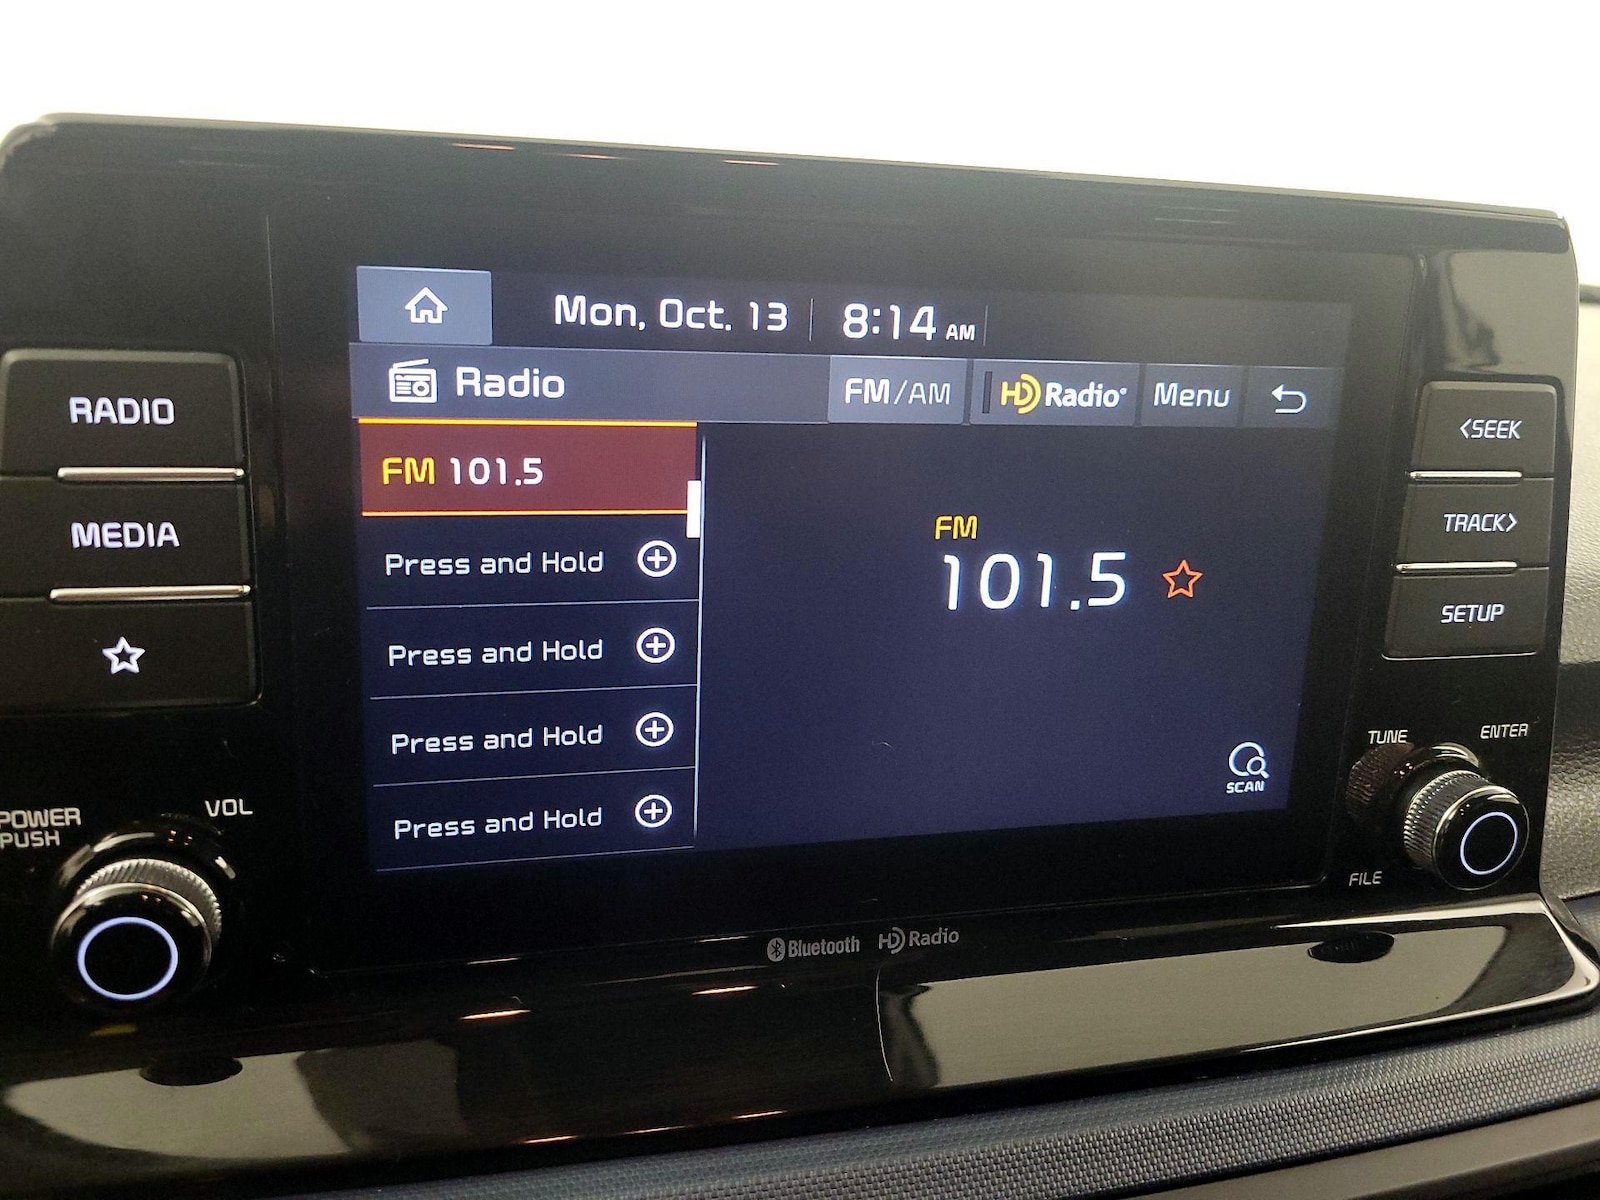 Mon, Oct. 13 8:14 AM
Radio FM/AM HD Radio® Menu
FM 101.5
Press and Hold
Press and Hold
Press and Hold
Press and Hold
FM
101.5
SCAN
RADIO
MEDIA
POWER
PUSH
VOL
<SEEK
TRACK>
SETUP
TUNE
ENTER
FILE
Bluetooth HD Radio